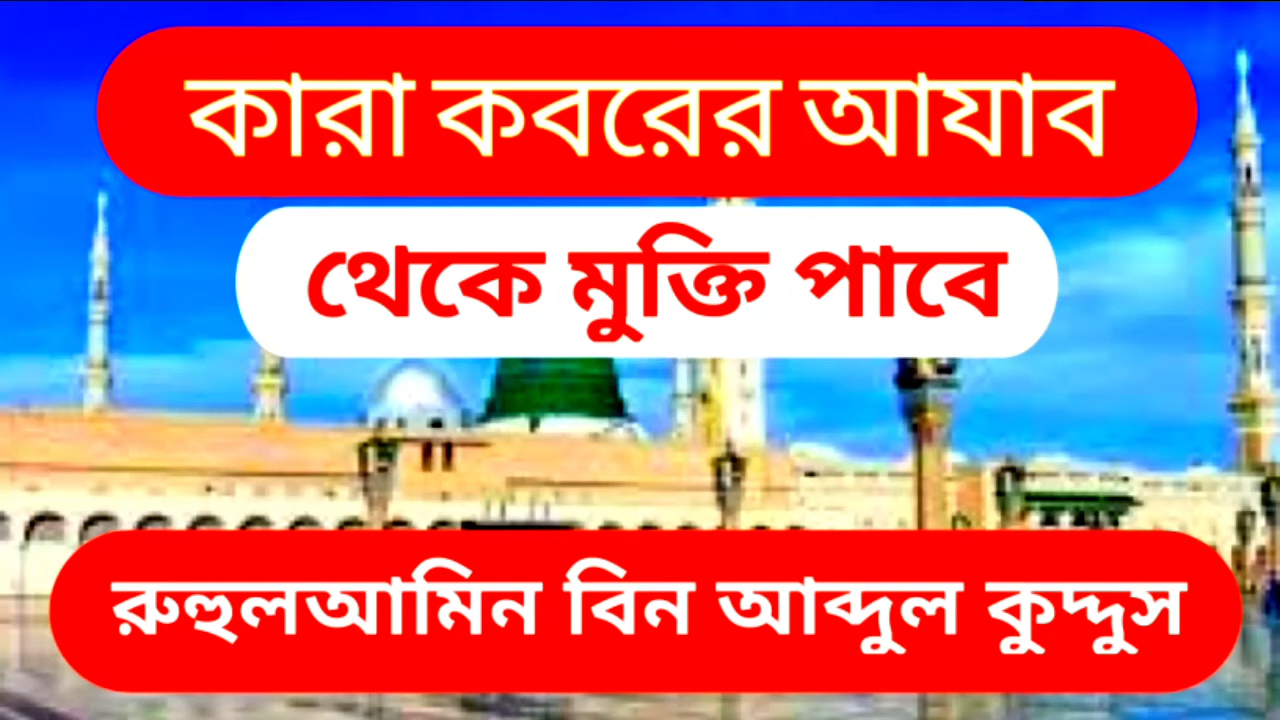 কারা কবরের আযাব
থেকে মুক্তি পাবে
রুহুলআমিন বিন আব্দুল কুদ্দুস